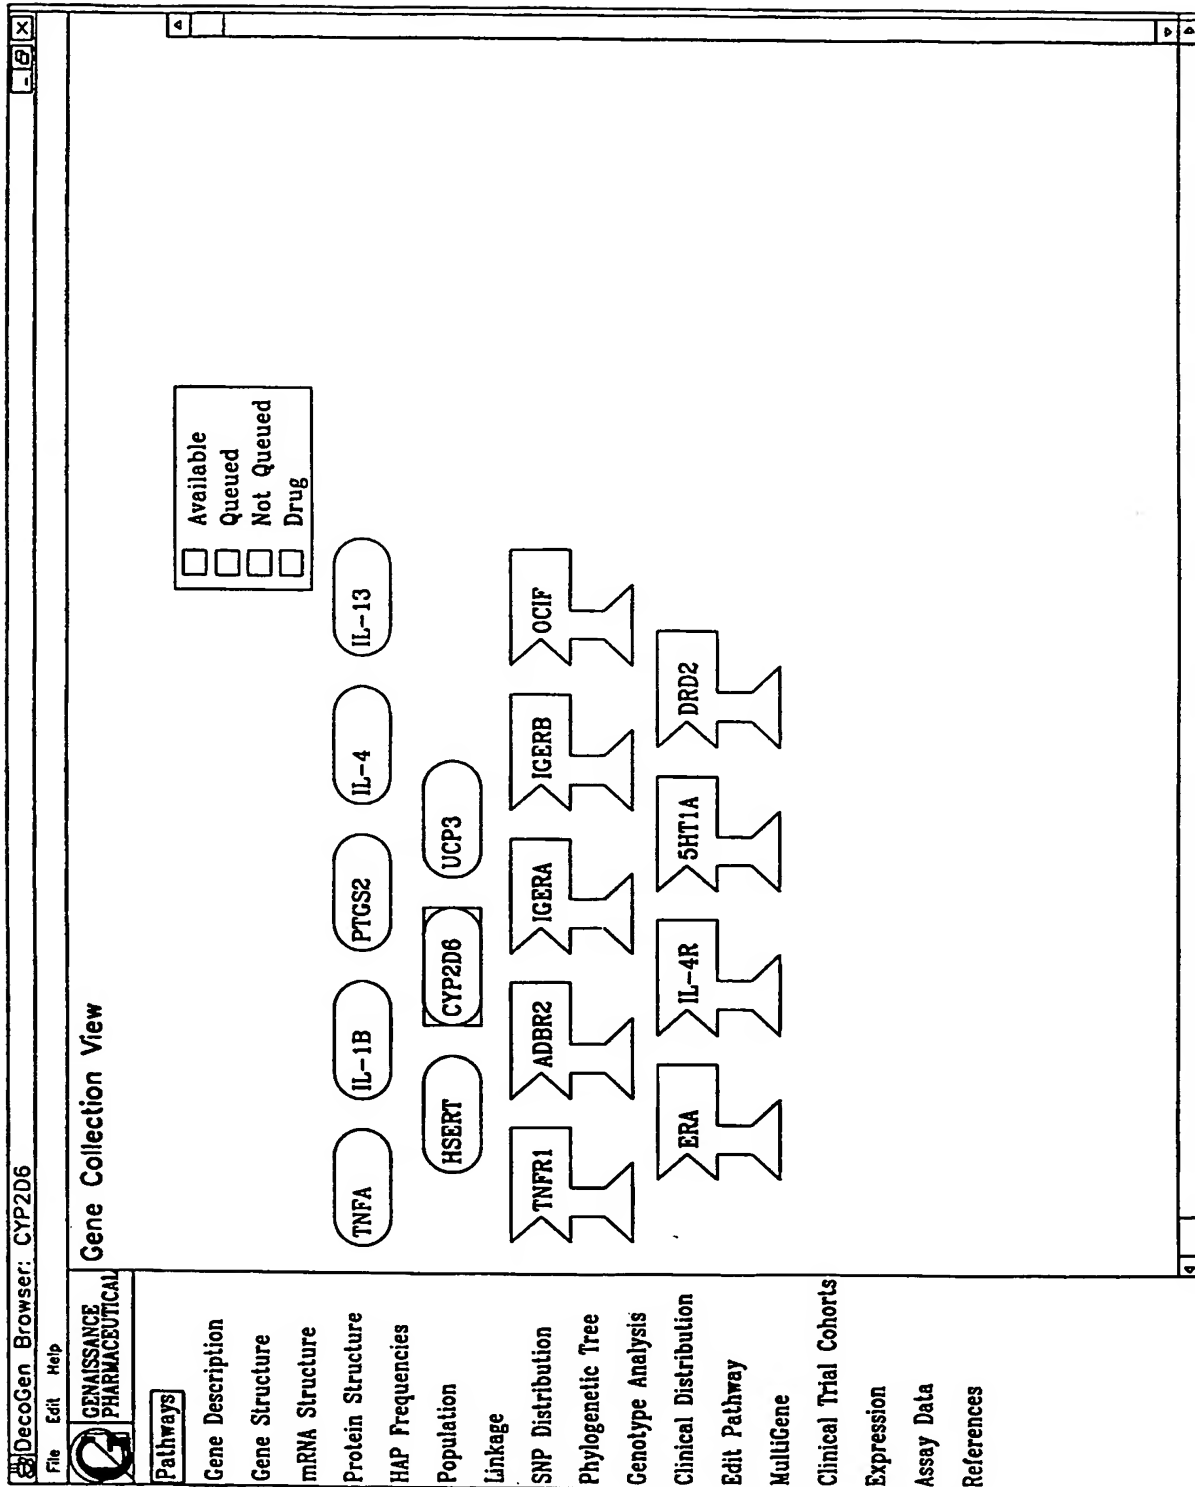 DecoGen Browser: CYP2D6
File Edit Help
GENAISSANCE
PHARMACEUTICAL
Gene Collection View
Pathways
Gene Description
Gene Structure
mRNA Structure
Protein Structure
HAP Frequencies
Population
Linkage
SNP Distribution
Phylogenetic Tree
Genotype Analysis
Clinical Distribution
Edit Pathway
MultiGene
Clinical Trial Cohorts
Expression
Assay Data
References
Available
Queued
Not Queued
Drug
TNFA IL-1B PTGS2 IL-4 IL-13
HSERT CYP2D6 UCP3
TNFR1 ADBR2 IGERA IGERB OCIF
ERA IL-4R 5HT1A DRD2